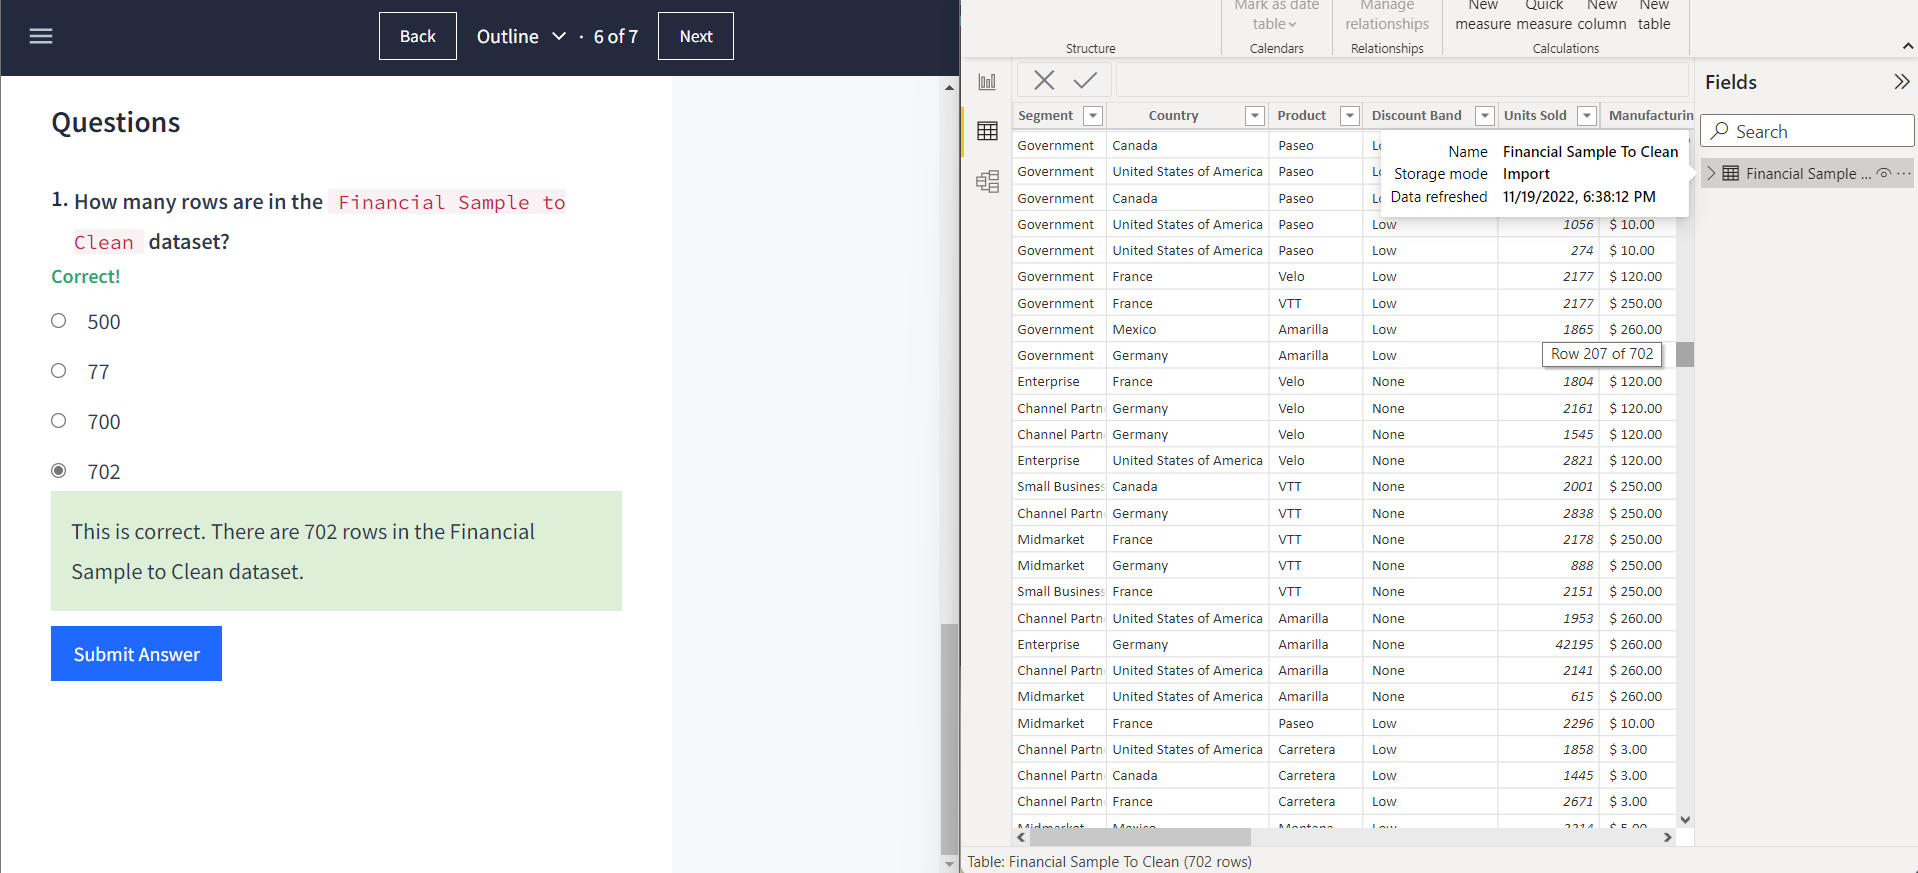 Back
Outline
· 6 of 7
Next
Questions
1. How many rows are in the Financial Sample to
Clean dataset?
Correct!
500
77
700
702
This is correct. There are 702 rows in the Financial
Sample to Clean dataset.
Submit Answer
Mark as date
table
Manage
relationships
New
measure
Quick
measure
New
column
New
table
Structure
Calendars
Relationships
Calculations
Segment Country Product Discount Band Units Sold Manufacturin
Government Canada Paseo
Government United States of America Paseo
Government Canada Paseo
Government United States of America Paseo Low 1056 $ 10.00
Government United States of America Paseo Low 274 $ 10.00
Government France Velo Low 2177 $ 120.00
Government France VTT Low 2177 $ 250.00
Government Mexico Amarilla Low 1865 $ 260.00
Government Germany Amarilla Low
Enterprise France Velo None 1804 $ 120.00
Channel Partn Germany Velo None 2161 $ 120.00
Channel Partn Germany Velo None 1545 $ 120.00
Enterprise United States of America Velo None 2821 $ 120.00
Small Business Canada VTT None 2001 $ 250.00
Channel Partn Germany VTT None 2838 $ 250.00
Midmarket France VTT None 2178 $ 250.00
Midmarket Germany VTT None 888 $ 250.00
Small Business France VTT None 2151 $ 250.00
Channel Partn United States of America Amarilla None 1953 $ 260.00
Enterprise Germany Amarilla None 42195 $ 260.00
Channel Partn United States of America Amarilla None 2141 $ 260.00
Midmarket United States of America Amarilla None 615 $ 260.00
Midmarket France Paseo Low 2296 $ 10.00
Channel Partn United States of America Carretera Low 1858 $ 3.00
Channel Partn Canada Carretera Low 1445 $ 3.00
Channel Partn France Carretera Low 2671 $ 3.00
Midmarket Mexico Montana Low 2214 $ 5.00
Name Financial Sample To Clean
Storage mode Import
Data refreshed 11/19/2022, 6:38:12 PM
Row 207 of 702
Table: Financial Sample To Clean (702 rows)
Fields
Search
Financial Sample ...